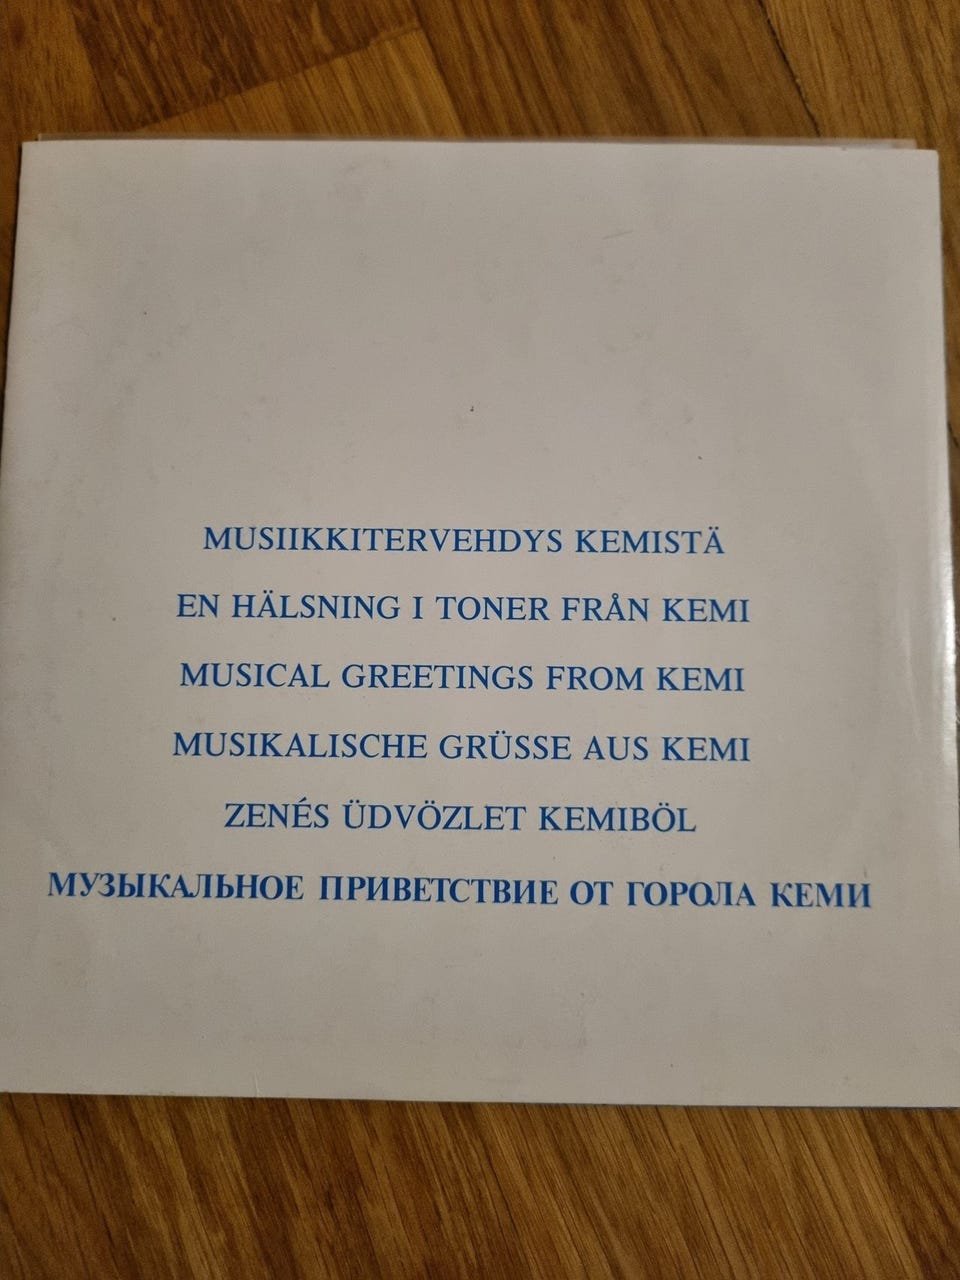 MUSIIKKITERVEHDYS KEMISTÄ
EN HÄLSNING I TONER FRÅN KEMI
MUSICAL GREETINGS FROM KEMI
MUSIKALISCHE GRÜSSE AUS KEMI
ZENÉS ÜDVÖZLET KEMIBÖL
МУЗЫКАЛЬНОЕ ПРИВЕТСТВИЕ ОТ ГОРОЛА КЕМИ